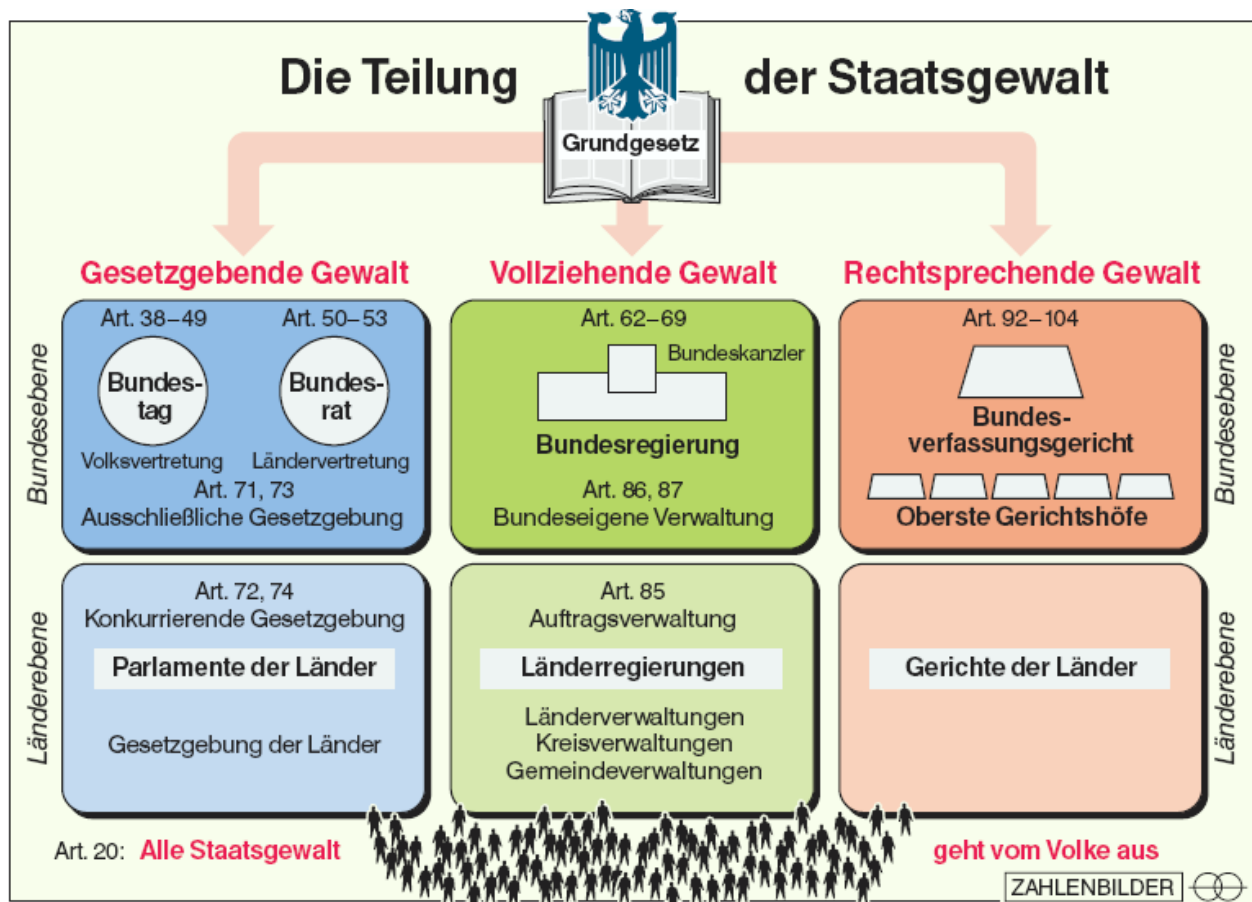 Die Teilung der Staatsgewalt
Grundgesetz
Gesetzgebende Gewalt
Vollziehende Gewalt
Rechtsprechende Gewalt
Bundesebene
Art. 38–49
Art. 50–53
Bundes-
tag
Bundes-
rat
Volksvertretung
Ländervertretung
Art. 71, 73
Ausschließliche Gesetzgebung
Art. 62–69
Bundeskanzler
Bundesregierung
Art. 86, 87
Bundeseigene Verwaltung
Art. 92–104
Bundes-
verfassungsgericht
Oberste Gerichtshöfe
Bundesebene
Länderebene
Art. 72, 74
Konkurrierende Gesetzgebung
Parlamente der Länder
Gesetzgebung der Länder
Art. 85
Auftragsverwaltung
Länderregierungen
Länderverwaltungen
Kreisverwaltungen
Gemeindeverwaltungen
Gerichte der Länder
Länderebene
Art. 20: Alle Staatsgewalt geht vom Volke aus
ZAHLENBILDER